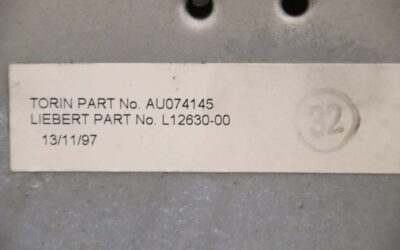 TORIN PART No. AU074145
LIEBERT PART No. L12630-00
13/11/97
32